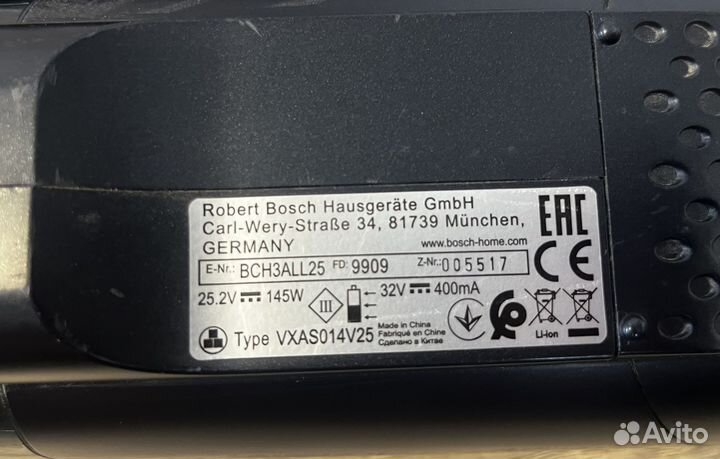 Robert Bosch Hausgeräte GmbH
Carl-Wery-Straße 34, 81739 München,
GERMANY
www.bosch-home.com
E-Nr.: BCH3ALL25 FD: 9909 Z-Nr.: 005517
25.2V 145W III 32V 400mA
Type VXAS014V25
Made in China
Fabriqué en Chine
Сделано в Китае
Li-ion
EAC
CE
Avito